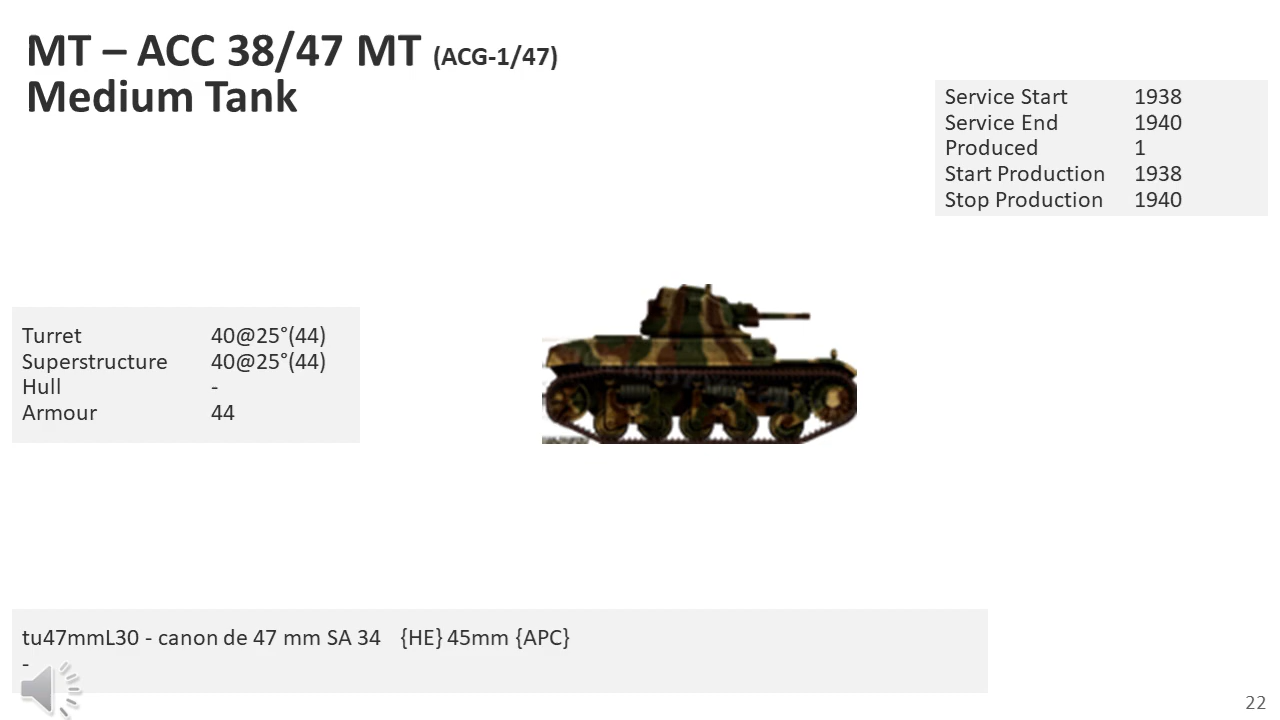 MT – ACC 38/47 MT (ACG-1/47)
Medium Tank
Service Start 1938
Service End 1940
Produced 1
Start Production 1938
Stop Production 1940
Turret 40@25°(44)
Superstructure 40@25°(44)
Hull -
Armour 44
tu47mmL30 - canon de 47 mm SA 34 {HE} 45mm {APC}
-
22